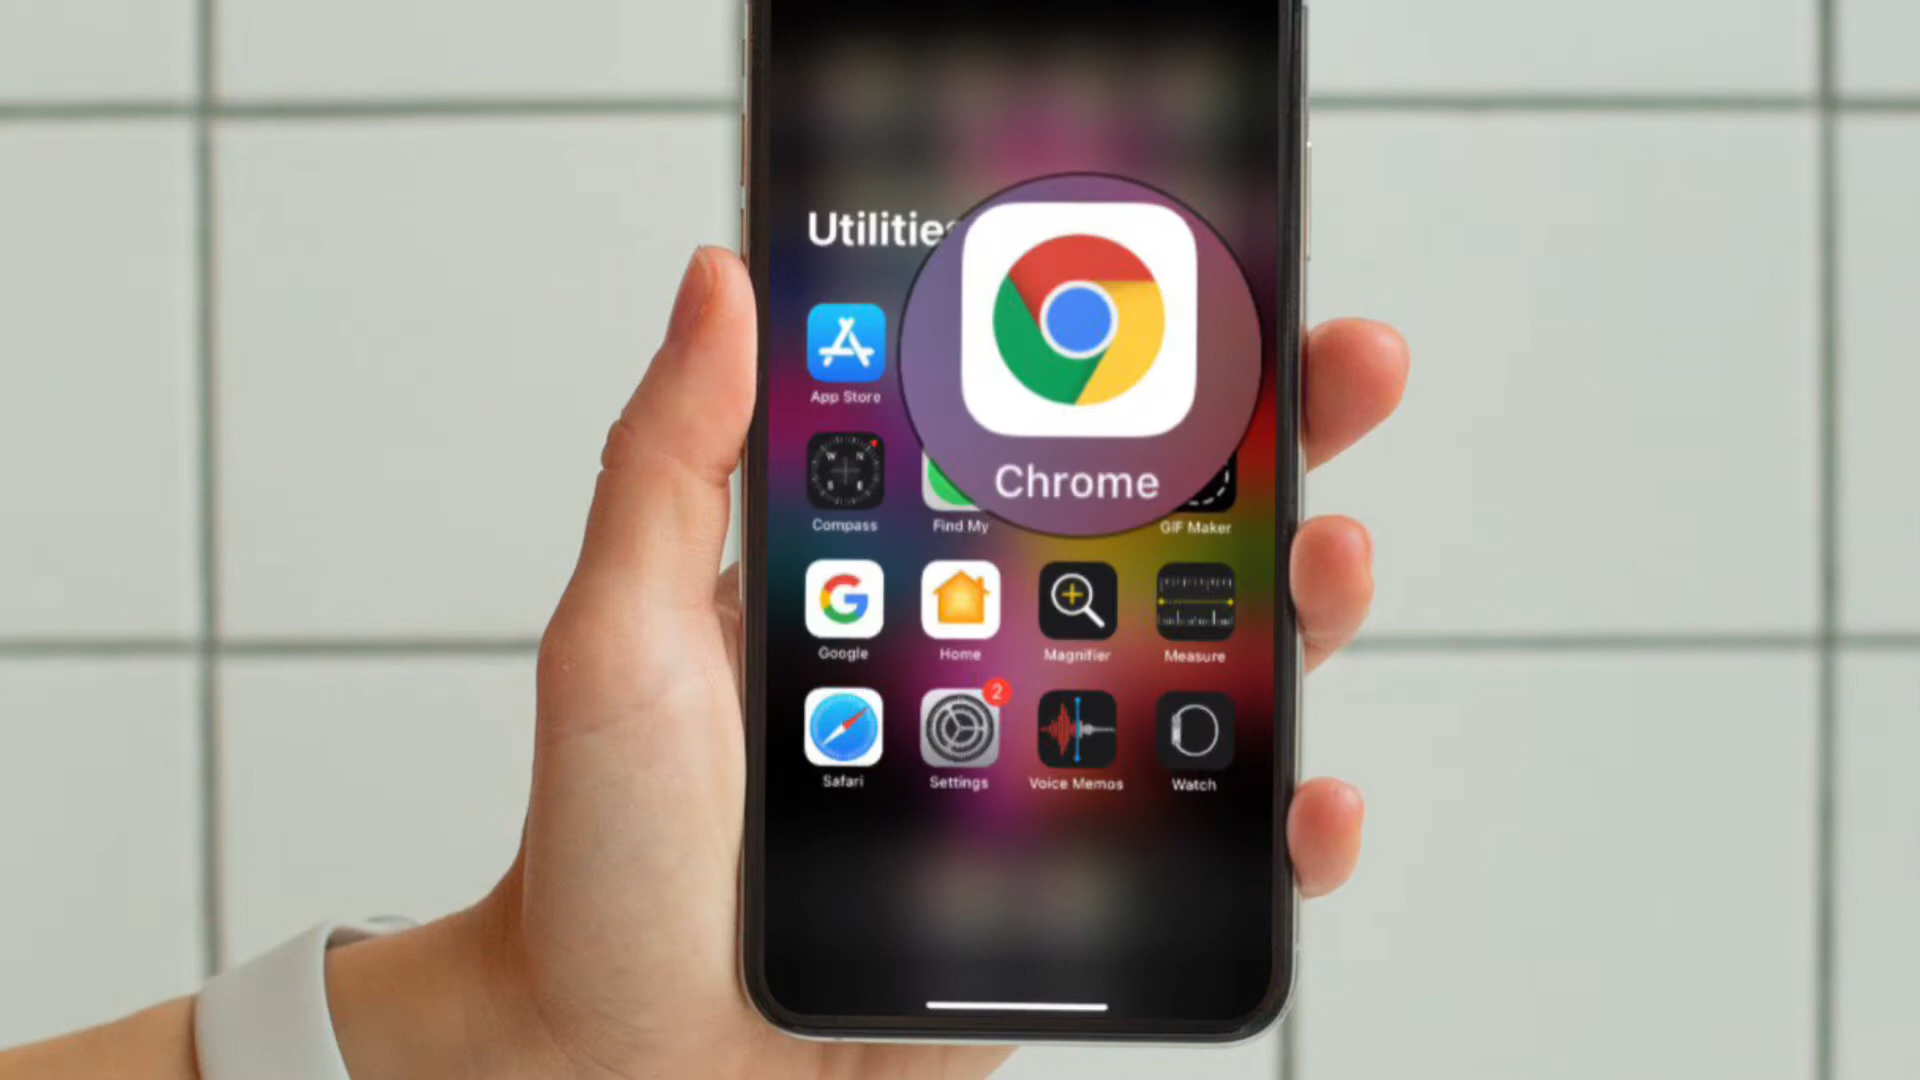 Utilities
Chrome
App Store
Compass
Find My
GIF Maker
W N
S E
G
Google
Home
Magnifier
Measure
2
Safari
Settings
Voice Memos
Watch